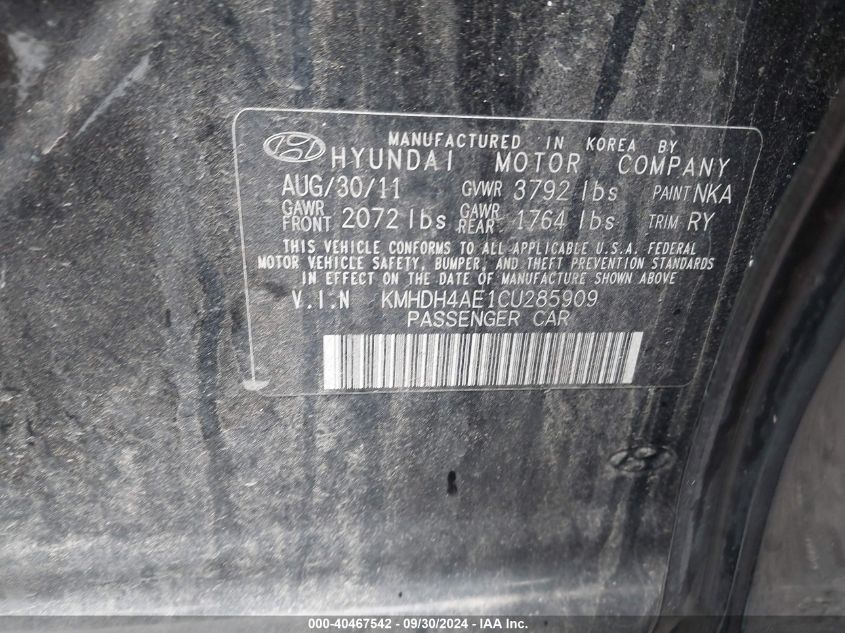 MANUFACTURED IN KOREA BY
HYUNDAI MOTOR COMPANY
AUG/30/11 GVWR 3792 lbs PAINT NKA
GAWR FRONT 2072 lbs GAWR REAR 1764 lbs TRIM RY
THIS VEHICLE CONFORMS TO ALL APPLICABLE U.S.A. FEDERAL
MOTOR VEHICLE SAFETY, BUMPER, AND THEFT PREVENTION STANDARDS
IN EFFECT ON THE DATE OF MANUFACTURE SHOWN ABOVE
V.I.N KMHDH4AE1CU285909
PASSENGER CAR
000-40467542 - 09/30/2024 - IAA Inc.